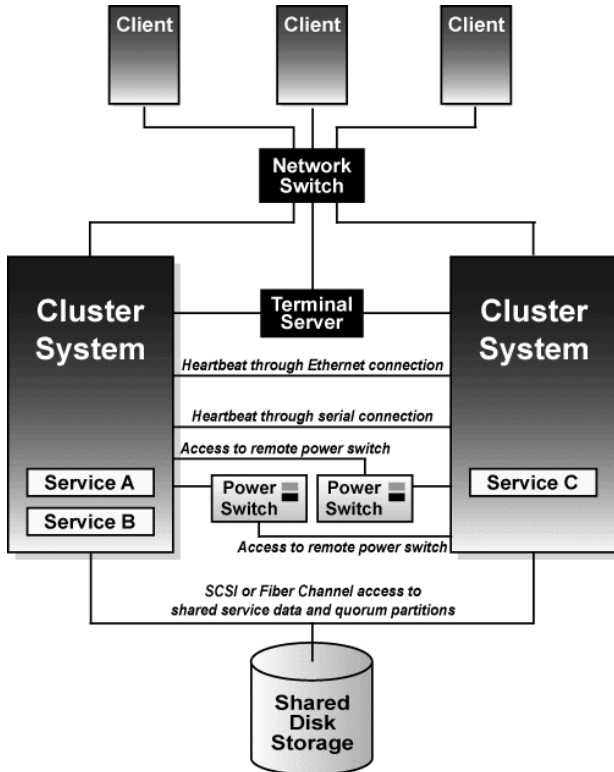 Client
Client
Client
Network
Switch
Terminal
Server
Cluster
System
Cluster
System
Heartbeat through Ethernet connection
Heartbeat through serial connection
Access to remote power switch
Service A
Service B
Power
Switch
Power
Switch
Service C
Access to remote power switch
SCSI or Fiber Channel access to
shared service data and quorum partitions
Shared
Disk
Storage